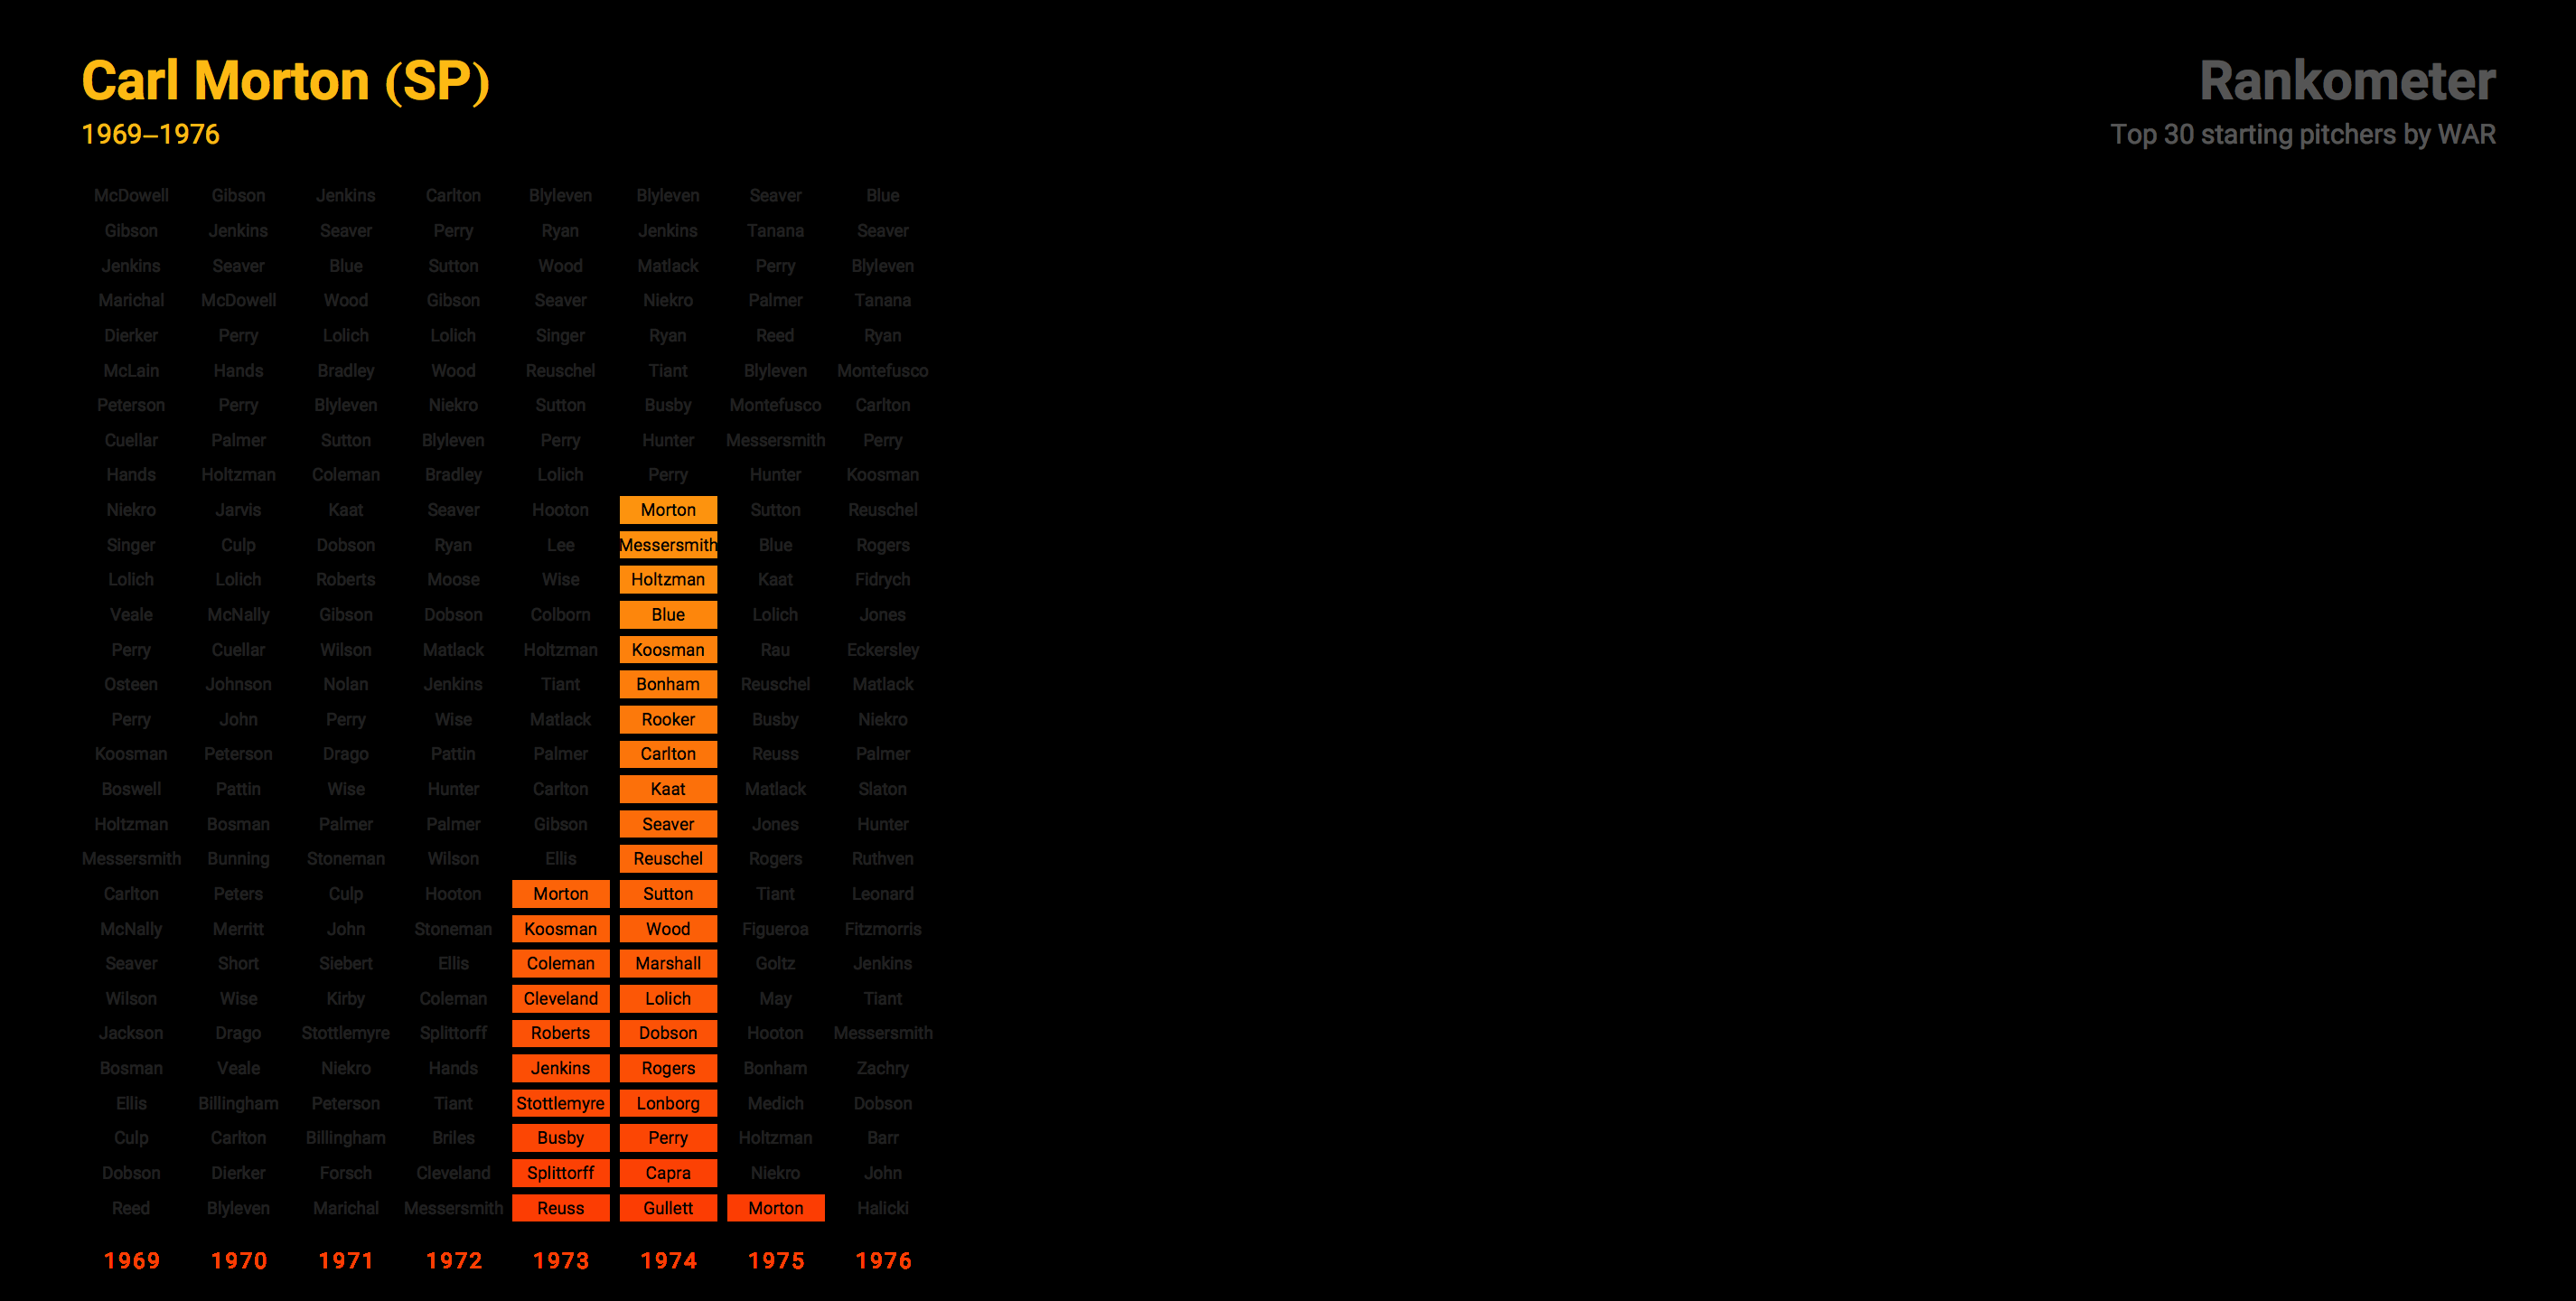 Carl Morton (SP)
1969–1976
Rankometer
Top 30 starting pitchers by WAR
McDowell Gibson Jenkins Carlton Blyleven Blyleven Seaver Blue
Gibson Jenkins Seaver Perry Ryan Jenkins Tanana Seaver
Jenkins Seaver Blue Sutton Wood Matlack Perry Blyleven
Marichal McDowell Wood Gibson Seaver Niekro Palmer Tanana
Dierker Perry Lolich Lolich Singer Ryan Reed Ryan
McLain Hands Bradley Wood Reuschel Tiant Blyleven Montefusco
Peterson Perry Blyleven Niekro Sutton Busby Montefusco Carlton
Cuellar Palmer Sutton Blyleven Perry Hunter Messersmith Perry
Hands Holtzman Coleman Bradley Lolich Perry Hunter Koosman
Niekro Jarvis Kaat Seaver Hooton Morton Sutton Reuschel
Singer Culp Dobson Ryan Lee Messersmith Blue Rogers
Lolich Lolich Roberts Moose Wise Holtzman Kaat Fidrych
Veale McNally Gibson Dobson Colborn Blue Lolich Jones
Perry Cuellar Wilson Matlack Holtzman Koosman Rau Eckersley
Osteen Johnson Nolan Jenkins Tiant Bonham Reuschel Matlack
Perry John Perry Wise Matlack Rooker Busby Niekro
Koosman Peterson Drago Pattin Palmer Carlton Reuss Palmer
Boswell Pattin Wise Hunter Carlton Kaat Matlack Slaton
Holtzman Bosman Palmer Palmer Gibson Seaver Jones Hunter
Messersmith Bunning Stoneman Wilson Ellis Reuschel Rogers Ruthven
Carlton Peters Culp Hooton Morton Sutton Tiant Leonard
McNally Merritt John Stoneman Koosman Wood Figueroa Fitzmorris
Seaver Short Siebert Ellis Coleman Marshall Goltz Jenkins
Wilson Wise Kirby Coleman Cleveland Lolich May Tiant
Jackson Drago Stottlemyre Splittorff Roberts Dobson Hooton Messersmith
Bosman Veale Niekro Hands Jenkins Rogers Bonham Zachry
Ellis Billingham Peterson Tiant Stottlemyre Lonborg Medich Dobson
Culp Carlton Billingham Briles Busby Perry Holtzman Barr
Dobson Dierker Forsch Cleveland Splittorff Capra Niekro John
Reed Blyleven Marichal Messersmith Reuss Gullett Morton Halicki
1969 1970 1971 1972 1973 1974 1975 1976